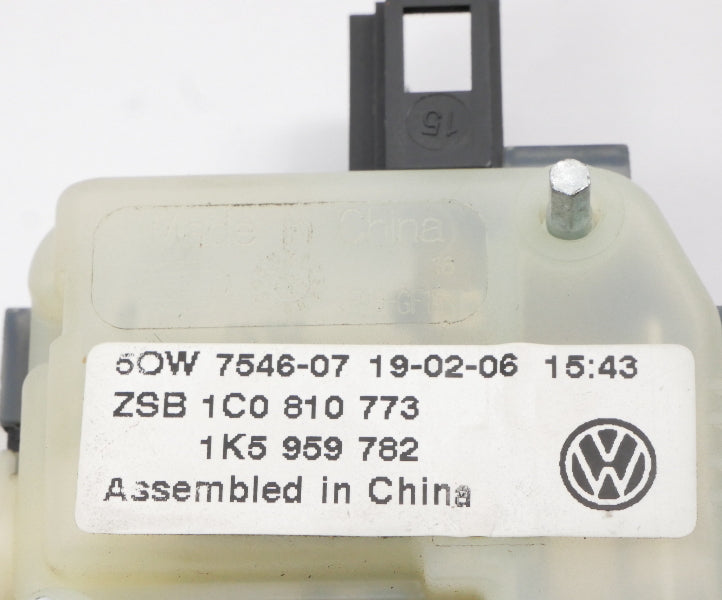 15
Made in China
16
5OW 7546-07 19-02-06 15:43
ZSB 1C0 810 773
1K5 959 782
Assembled in China